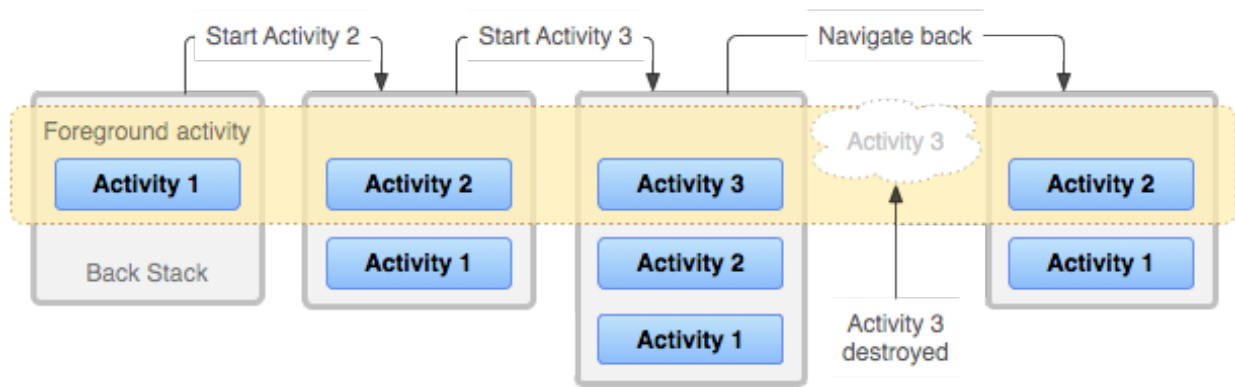 Start Activity 2
Start Activity 3
Navigate back
Foreground activity
Activity 1
Back Stack
Activity 2
Activity 1
Activity 3
Activity 2
Activity 1
Activity 3
Activity 3
destroyed
Activity 2
Activity 1